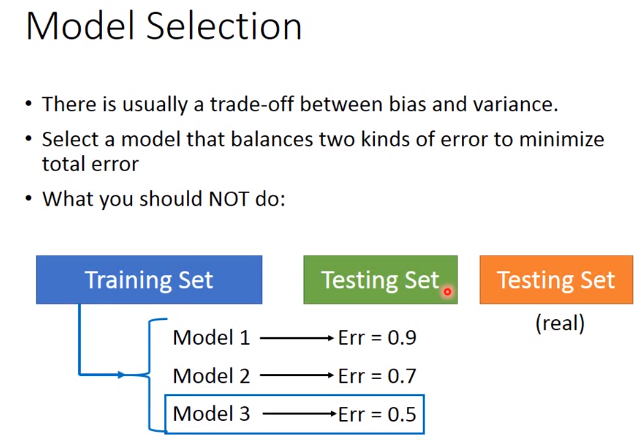 Model Selection
• There is usually a trade-off between bias and variance.
• Select a model that balances two kinds of error to minimize
total error
• What you should NOT do:
Training Set
Testing Set
Testing Set
(real)
Model 1 Err = 0.9
Model 2 Err = 0.7
Model 3 Err = 0.5